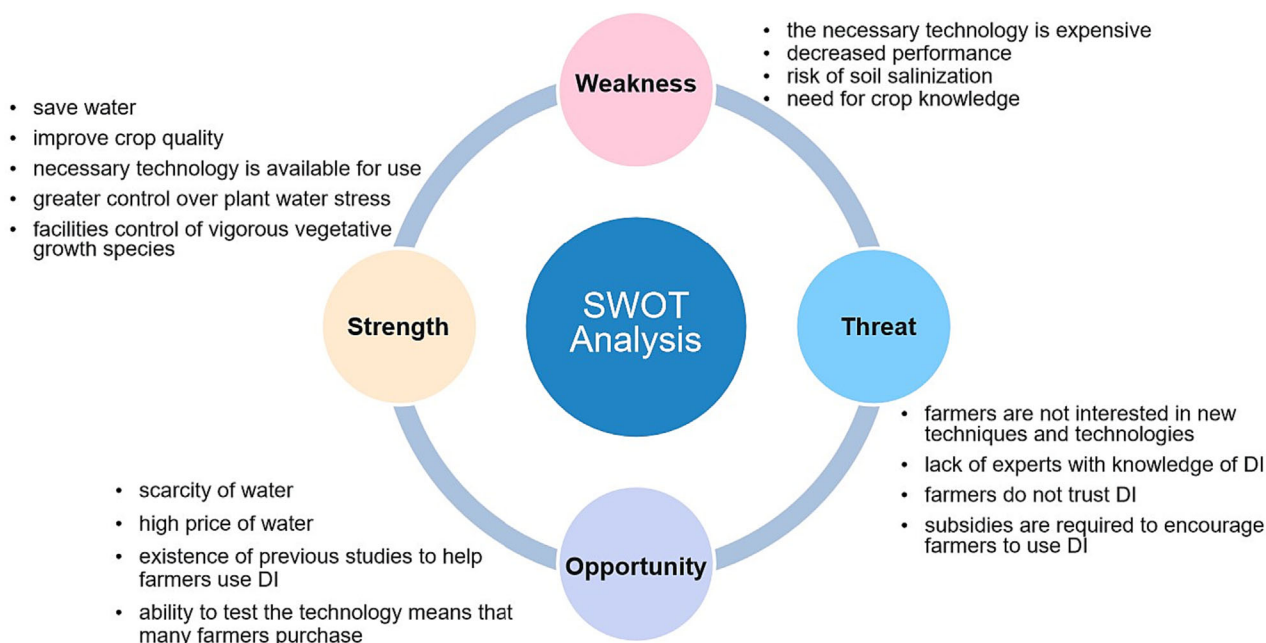 Weakness
• the necessary technology is expensive
• decreased performance
• risk of soil salinization
• need for crop knowledge
• save water
• improve crop quality
• necessary technology is available for use
• greater control over plant water stress
• facilities control of vigorous vegetative
growth species
Strength
SWOT
Analysis
Threat
• farmers are not interested in new
techniques and technologies
• lack of experts with knowledge of DI
• farmers do not trust DI
• subsidies are required to encourage
farmers to use DI
• scarcity of water
• high price of water
• existence of previous studies to help
farmers use DI
• ability to test the technology means that
many farmers purchase
Opportunity